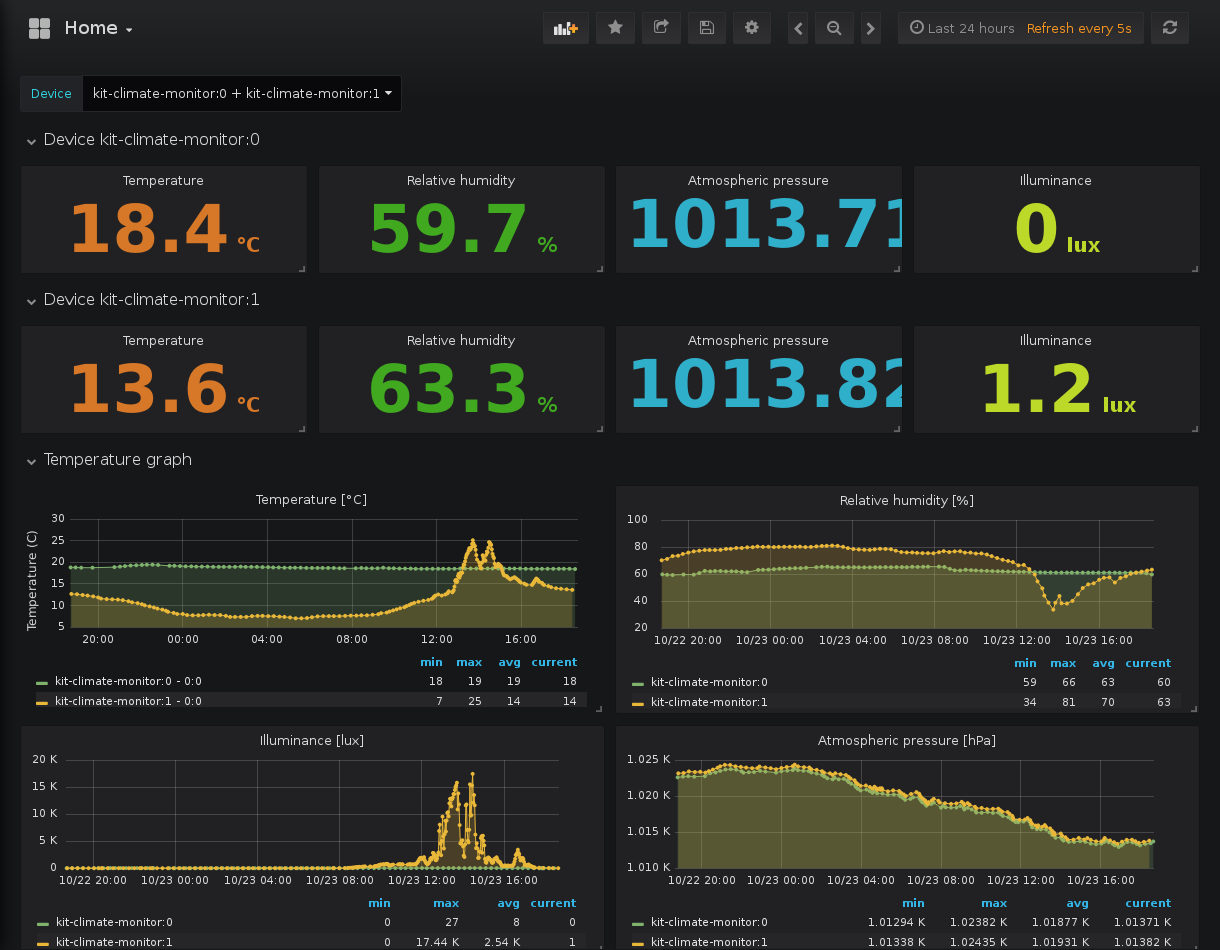 Home
Last 24 hours Refresh every 5s
Device kit-climate-monitor:0 + kit-climate-monitor:1
Device kit-climate-monitor:0
Temperature Relative humidity Atmospheric pressure Illuminance
18.4 °C 59.7 % 1013.71 0 lux
Device kit-climate-monitor:1
Temperature Relative humidity Atmospheric pressure Illuminance
13.6 °C 63.3 % 1013.82 1.2 lux
Temperature graph
Temperature [°C]
Temperature (C)
30
25
20
15
10
5
20:00 00:00 04:00 08:00 12:00 16:00
min max avg current
kit-climate-monitor:0 - 0:0 18 19 19 18
kit-climate-monitor:1 - 0:0 7 25 14 14
Relative humidity [%]
100
80
60
40
20
10/22 20:00 10/23 00:00 10/23 04:00 10/23 08:00 10/23 12:00 10/23 16:00
min max avg current
kit-climate-monitor:0 59 66 63 60
kit-climate-monitor:1 34 81 70 63
Illuminance [lux]
20 K
15 K
10 K
5 K
0
10/22 20:00 10/23 00:00 10/23 04:00 10/23 08:00 10/23 12:00 10/23 16:00
min max avg current
kit-climate-monitor:0 0 27 8 0
kit-climate-monitor:1 0 17.44 K 2.54 K 1
Atmospheric pressure [hPa]
1.025 K
1.020 K
1.015 K
1.010 K
10/22 20:00 10/23 00:00 10/23 04:00 10/23 08:00 10/23 12:00 10/23 16:00
min max avg current
kit-climate-monitor:0 1.01294 K 1.02382 K 1.01877 K 1.01371 K
kit-climate-monitor:1 1.01338 K 1.02435 K 1.01931 K 1.01382 K